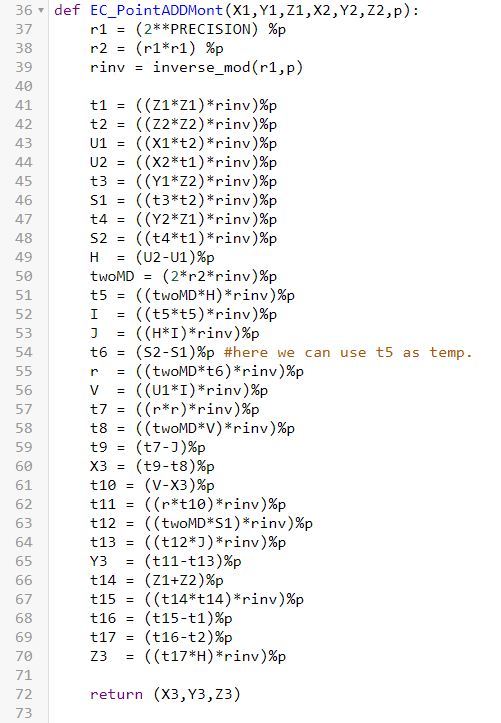 36 def EC_PointADDMont(X1,Y1,Z1,X2,Y2,Z2,p):
37     r1 = (2**PRECISION) %p
38     r2 = (r1*r1) %p
39     rinv = inverse_mod(r1,p)
40
41     t1 = ((Z1*Z1)*rinv)%p
42     t2 = ((Z2*Z2)*rinv)%p
43     U1 = ((X1*t2)*rinv)%p
44     U2 = ((X2*t1)*rinv)%p
45     t3 = ((Y1*Z2)*rinv)%p
46     S1 = ((t3*t2)*rinv)%p
47     t4 = ((Y2*Z1)*rinv)%p
48     S2 = ((t4*t1)*rinv)%p
49     H  = (U2-U1)%p
50     twoMD = (2*r2*rinv)%p
51     t5 = ((twoMD*H)*rinv)%p
52     I  = ((t5*t5)*rinv)%p
53     J  = ((H*I)*rinv)%p
54     t6 = (S2-S1)%p #here we can use t5 as temp.
55     r  = ((twoMD*t6)*rinv)%p
56     V  = ((U1*I)*rinv)%p
57     t7 = ((r*r)*rinv)%p
58     t8 = ((twoMD*V)*rinv)%p
59     t9 = (t7-J)%p
60     X3 = (t9-t8)%p
61     t10 = (V-X3)%p
62     t11 = ((r*t10)*rinv)%p
63     t12 = ((twoMD*S1)*rinv)%p
64     t13 = ((t12*J)*rinv)%p
65     Y3  = (t11-t13)%p
66     t14 = (Z1+Z2)%p
67     t15 = ((t14*t14)*rinv)%p
68     t16 = (t15-t1)%p
69     t17 = (t16-t2)%p
70     Z3  = ((t17*H)*rinv)%p
71
72     return (X3,Y3,Z3)
73